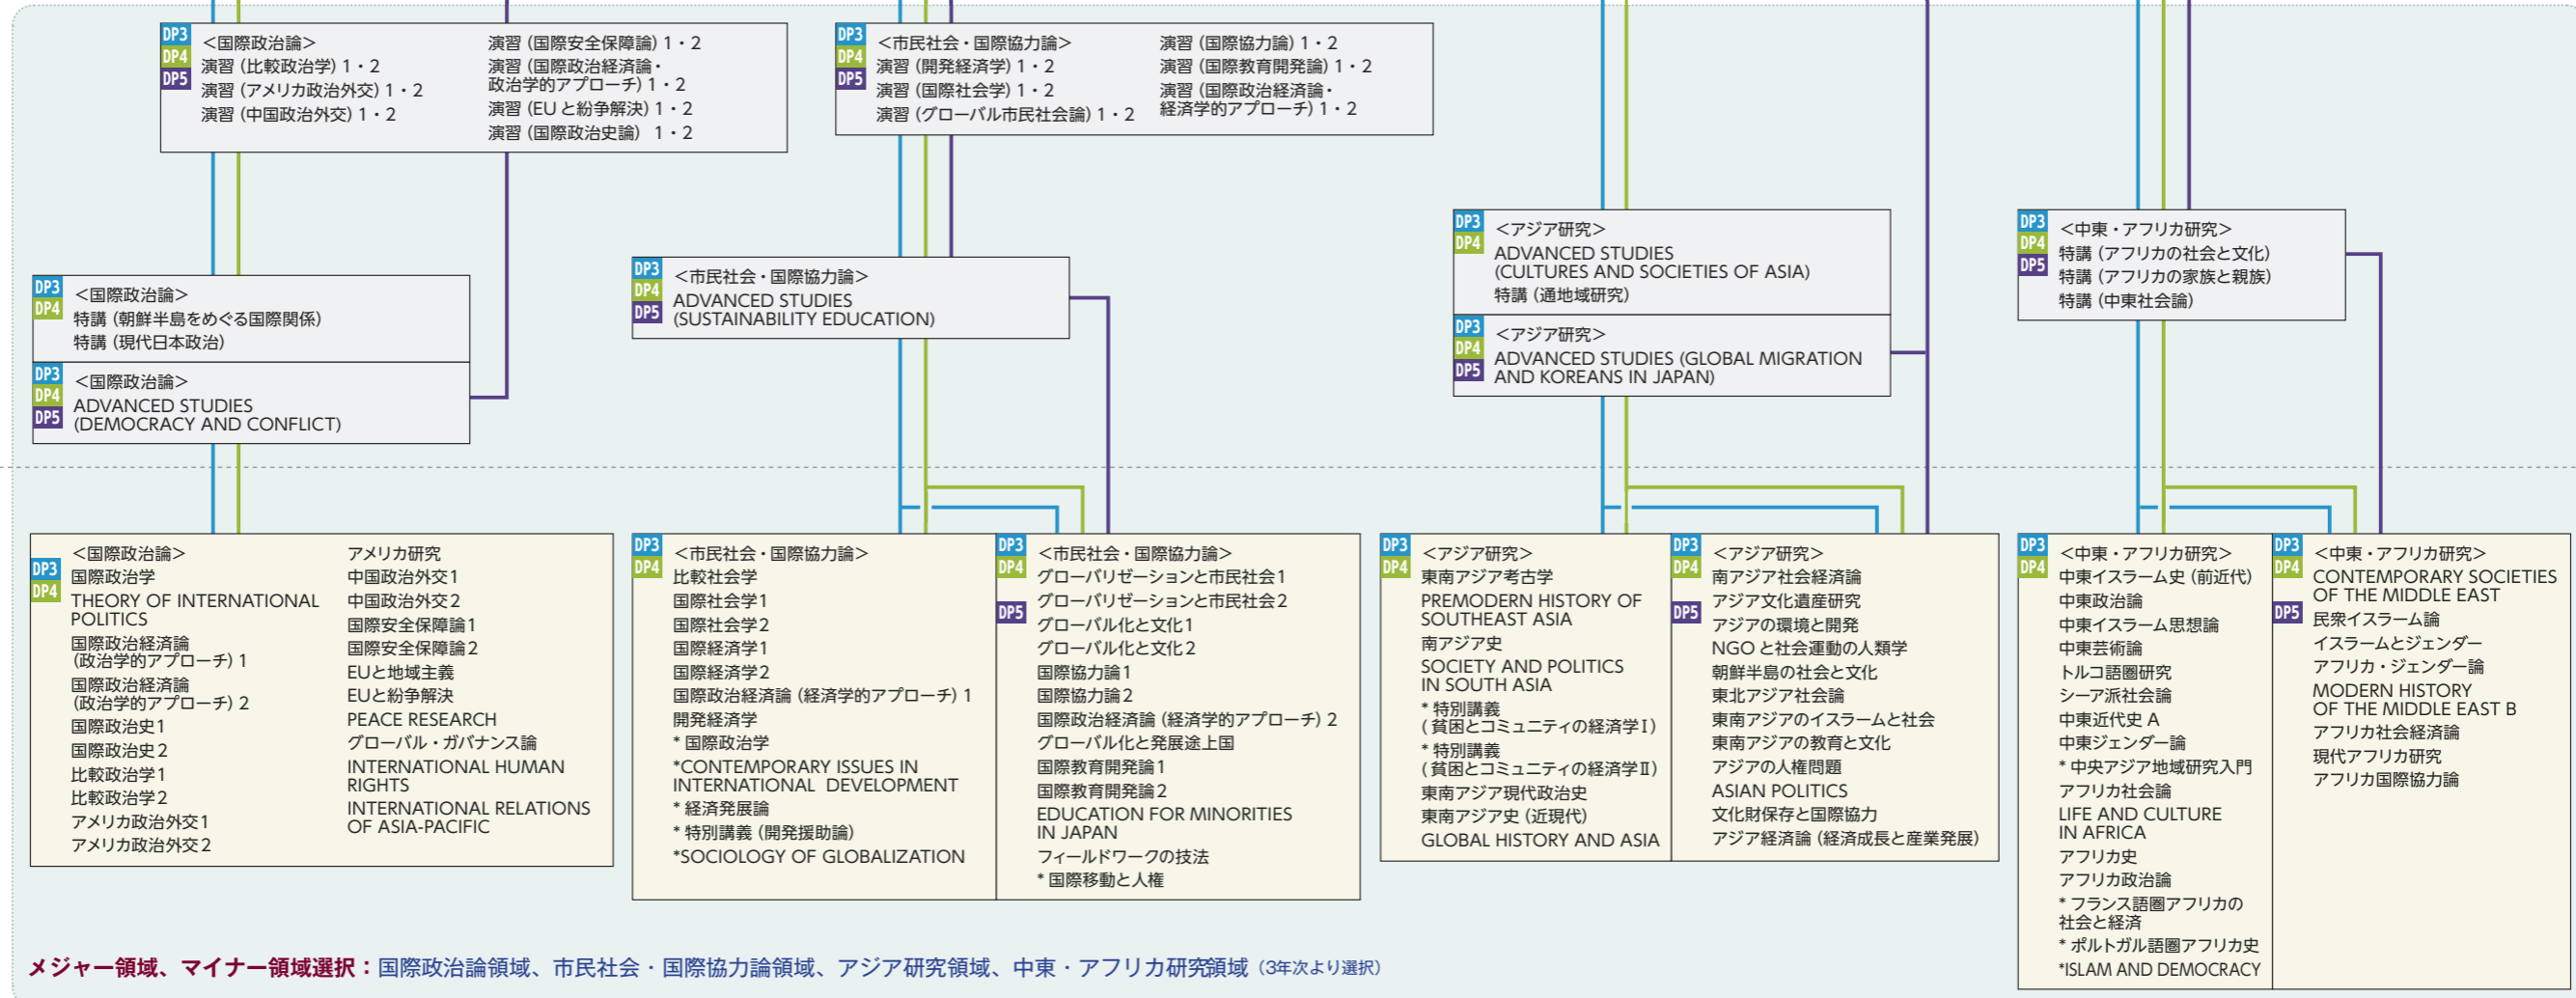 DP3
DP4
DP5
＜国際政治論＞
演習（比較政治学）1・2
演習（アメリカ政治外交）1・2
演習（中国政治外交）1・2
演習（国際安全保障論）1・2
演習（国際政治経済論・
政治学的アプローチ）1・2
演習（EU と紛争解決）1・2
演習（国際政治史論） 1・2
DP3
DP4
DP5
＜市民社会・国際協力論＞
演習（開発経済学）1・2
演習（国際社会学）1・2
演習（グローバル市民社会論）1・2
演習（国際協力論）1・2
演習（国際教育開発論）1・2
演習（国際政治経済論・
経済学的アプローチ）1・2
DP3
DP4
＜国際政治論＞
特講（朝鮮半島をめぐる国際関係）
特講（現代日本政治）
DP3
DP4
DP5
＜国際政治論＞
ADVANCED STUDIES
(DEMOCRACY AND CONFLICT)
DP3
DP4
DP5
＜市民社会・国際協力論＞
ADVANCED STUDIES
(SUSTAINABILITY EDUCATION)
DP3
DP4
＜アジア研究＞
ADVANCED STUDIES
(CULTURES AND SOCIETIES OF ASIA)
特講（通地域研究）
DP3
DP4
DP5
＜アジア研究＞
ADVANCED STUDIES (GLOBAL MIGRATION
AND KOREANS IN JAPAN)
DP3
DP4
DP5
＜中東・アフリカ研究＞
特講（アフリカの社会と文化）
特講（アフリカの家族と親族）
特講（中東社会論）
DP3
DP4
＜国際政治論＞
国際政治学
THEORY OF INTERNATIONAL
POLITICS
国際政治経済論
（政治学的アプローチ）1
国際政治経済論
（政治学的アプローチ）2
国際政治史1
国際政治史2
比較政治学1
比較政治学2
アメリカ政治外交1
アメリカ政治外交2
アメリカ研究
中国政治外交1
中国政治外交2
国際安全保障論1
国際安全保障論2
EUと地域主義
EUと紛争解決
PEACE RESEARCH
グローバル・ガバナンス論
INTERNATIONAL HUMAN
RIGHTS
INTERNATIONAL RELATIONS
OF ASIA-PACIFIC
DP3
DP4
＜市民社会・国際協力論＞
比較社会学
国際社会学1
国際社会学2
国際経済学1
国際経済学2
国際政治経済論（経済学的アプローチ）1
開発経済学
* 国際政治学
*CONTEMPORARY ISSUES IN
INTERNATIONAL DEVELOPMENT
* 経済発展論
* 特別講義（開発援助論）
*SOCIOLOGY OF GLOBALIZATION
DP3
DP4
DP5
＜市民社会・国際協力論＞
グローバリゼーションと市民社会1
グローバリゼーションと市民社会2
グローバル化と文化1
グローバル化と文化2
国際協力論1
国際協力論2
国際政治経済論（経済学的アプローチ）2
グローバル化と発展途上国
国際教育開発論1
国際教育開発論2
EDUCATION FOR MINORITIES
IN JAPAN
フィールドワークの技法
* 国際移動と人権
DP3
DP4
＜アジア研究＞
東南アジア考古学
PREMODERN HISTORY OF
SOUTHEAST ASIA
南アジア史
SOCIETY AND POLITICS
IN SOUTH ASIA
* 特別講義
（貧困とコミュニティの経済学Ⅰ）
* 特別講義
（貧困とコミュニティの経済学Ⅱ）
東南アジア現代政治史
東南アジア史（近現代）
GLOBAL HISTORY AND ASIA
DP3
DP4
DP5
＜アジア研究＞
南アジア社会経済論
アジア文化遺産研究
アジアの環境と開発
NGO と社会運動の人類学
朝鮮半島の社会と文化
東北アジア社会論
東南アジアのイスラームと社会
東南アジアの教育と文化
アジアの人権問題
ASIAN POLITICS
文化財保存と国際協力
アジア経済論（経済成長と産業発展）
DP3
DP4
＜中東・アフリカ研究＞
中東イスラーム史（前近代）
中東政治論
中東イスラーム思想論
中東芸術論
トルコ語圏研究
シーア派社会論
中東近代史 A
中東ジェンダー論
* 中央アジア地域研究入門
アフリカ社会論
LIFE AND CULTURE
IN AFRICA
アフリカ史
アフリカ政治論
* フランス語圏アフリカの
社会と経済
* ポルトガル語圏アフリカ史
*ISLAM AND DEMOCRACY
DP3
DP4
DP5
＜中東・アフリカ研究＞
CONTEMPORARY SOCIETIES
OF THE MIDDLE EAST
民衆イスラーム論
イスラームとジェンダー
アフリカ・ジェンダー論
MODERN HISTORY
OF THE MIDDLE EAST B
アフリカ社会経済論
現代アフリカ研究
アフリカ国際協力論
メジャー領域、マイナー領域選択：国際政治論領域、市民社会・国際協力論領域、アジア研究領域、中東・アフリカ研究領域（3年次より選択）